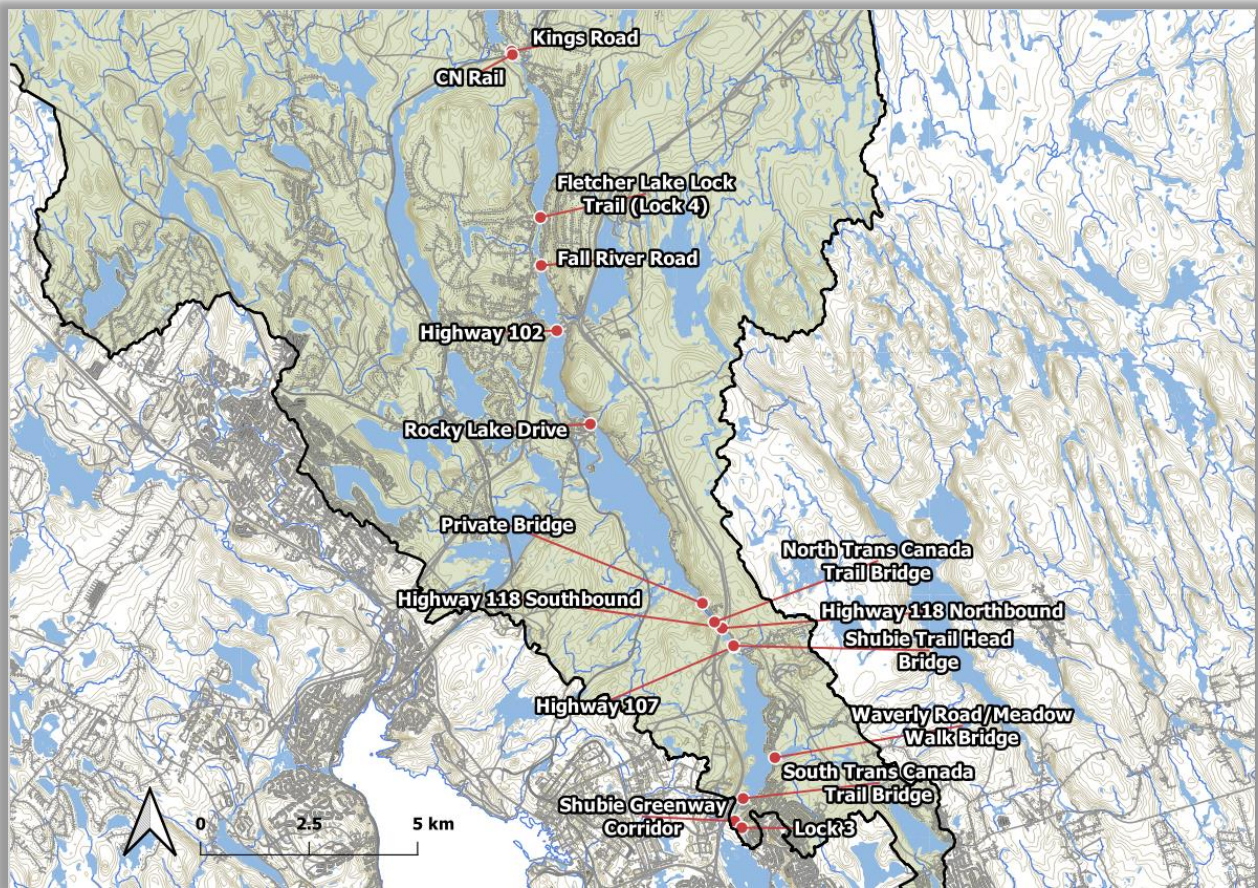 Kings Road
CN Rail
Fletcher Lake Lock
Trail (Lock 4)
Fall River Road
Highway 102
Rocky Lake Drive
Private Bridge
North Trans Canada
Trail Bridge
Highway 118 Southbound
Highway 118 Northbound
Shubie Trail Head
Bridge
Highway 107
Waverly Road/Meadow
Walk Bridge
South Trans Canada
Trail Bridge
Shubie Greenway
Corridor
Lock 3
0 2.5 5 km